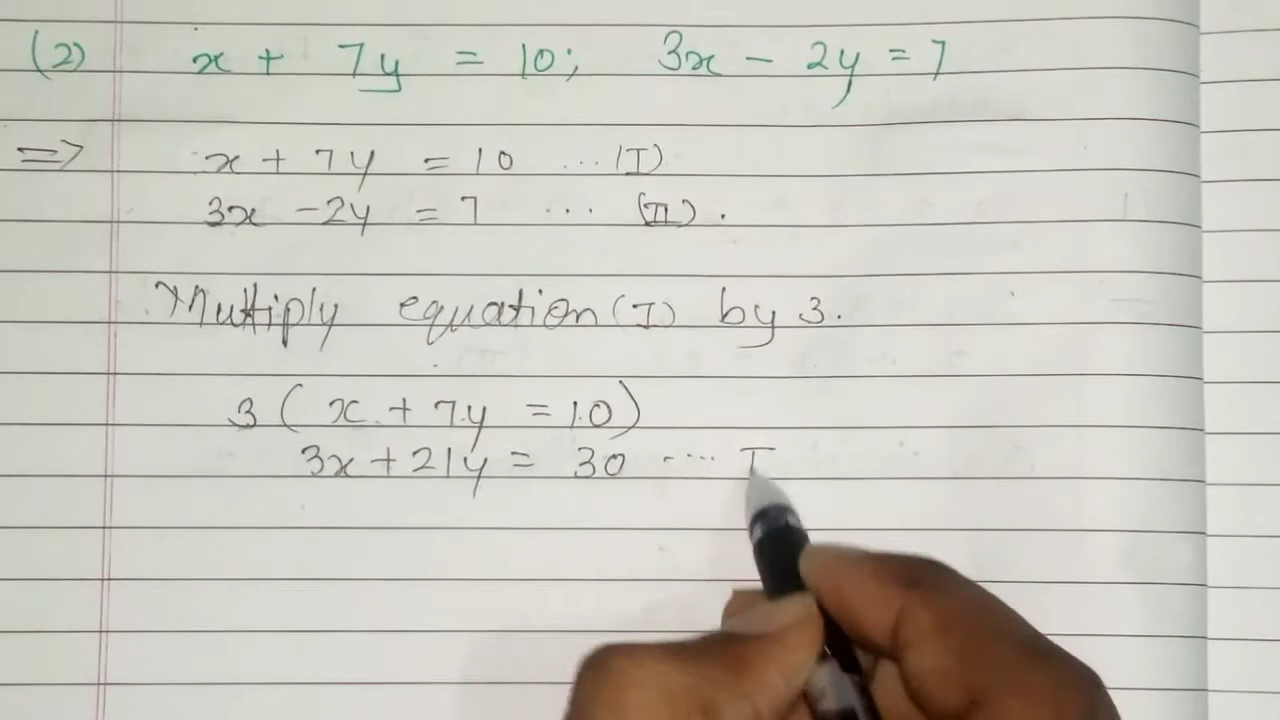 (2) x + 7y = 10; 3x - 2y = 7
=> x + 7y = 10 ... (I)
3x - 2y = 7 ... (II).
Multiply equation (I) by 3.
3 ( x + 7y = 10 )
3x + 21y = 30 .... I